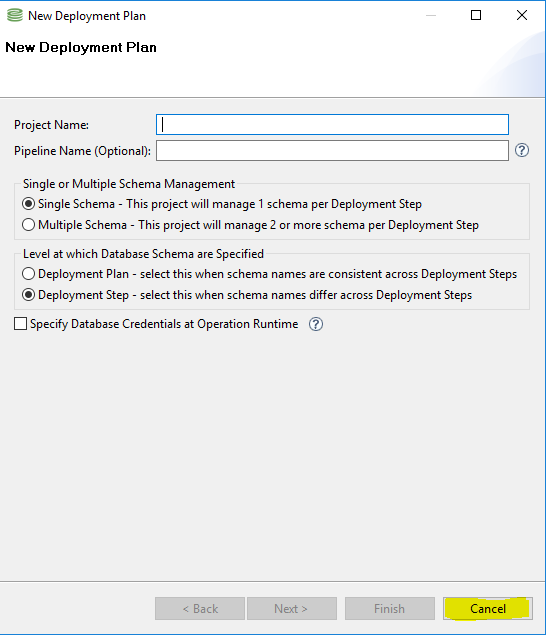 New Deployment Plan
New Deployment Plan
Project Name:
Pipeline Name (Optional):
?
Single or Multiple Schema Management
Single Schema - This project will manage 1 schema per Deployment Step
Multiple Schema - This project will manage 2 or more schema per Deployment Step
Level at which Database Schema are Specified
Deployment Plan - select this when schema names are consistent across Deployment Steps
Deployment Step - select this when schema names differ across Deployment Steps
Specify Database Credentials at Operation Runtime ?
< Back Next > Finish Cancel